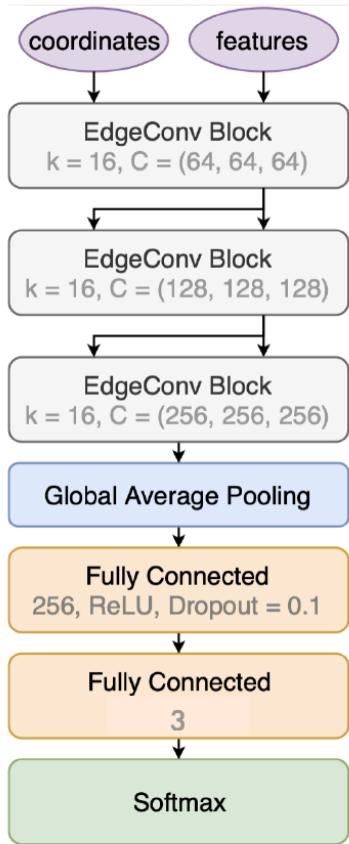 coordinates
features
EdgeConv Block
k = 16, C = (64, 64, 64)
EdgeConv Block
k = 16, C = (128, 128, 128)
EdgeConv Block
k = 16, C = (256, 256, 256)
Global Average Pooling
Fully Connected
256, ReLU, Dropout = 0.1
Fully Connected
3
Softmax